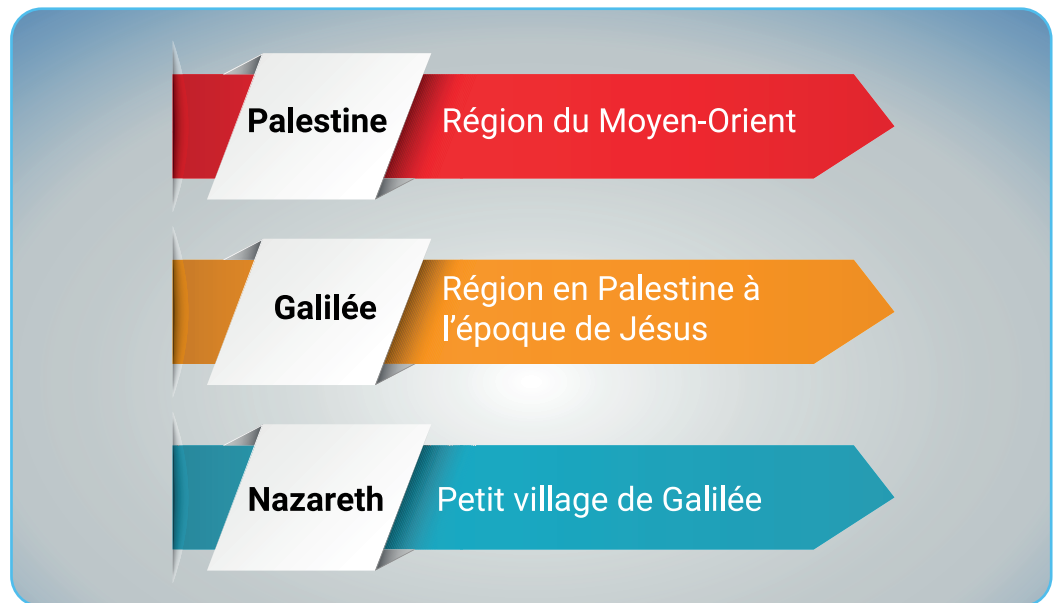 Palestine
Région du Moyen-Orient
Galilée
Région en Palestine à
l'époque de Jésus
Nazareth
Petit village de Galilée